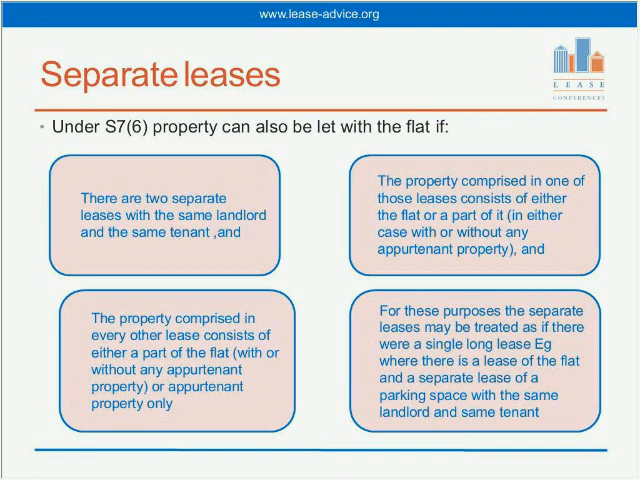 www.lease-advice.org
Separate leases
LEASE
CONFERENCES
• Under S7(6) property can also be let with the flat if:
There are two separate
leases with the same landlord
and the same tenant ,and
The property comprised in one of
those leases consists of either
the flat or a part of it (in either
case with or without any
appurtenant property), and
The property comprised in
every other lease consists of
either a part of the flat (with or
without any appurtenant
property) or appurtenant
property only
For these purposes the separate
leases may be treated as if there
were a single long lease Eg
where there is a lease of the flat
and a separate lease of a
parking space with the same
landlord and same tenant